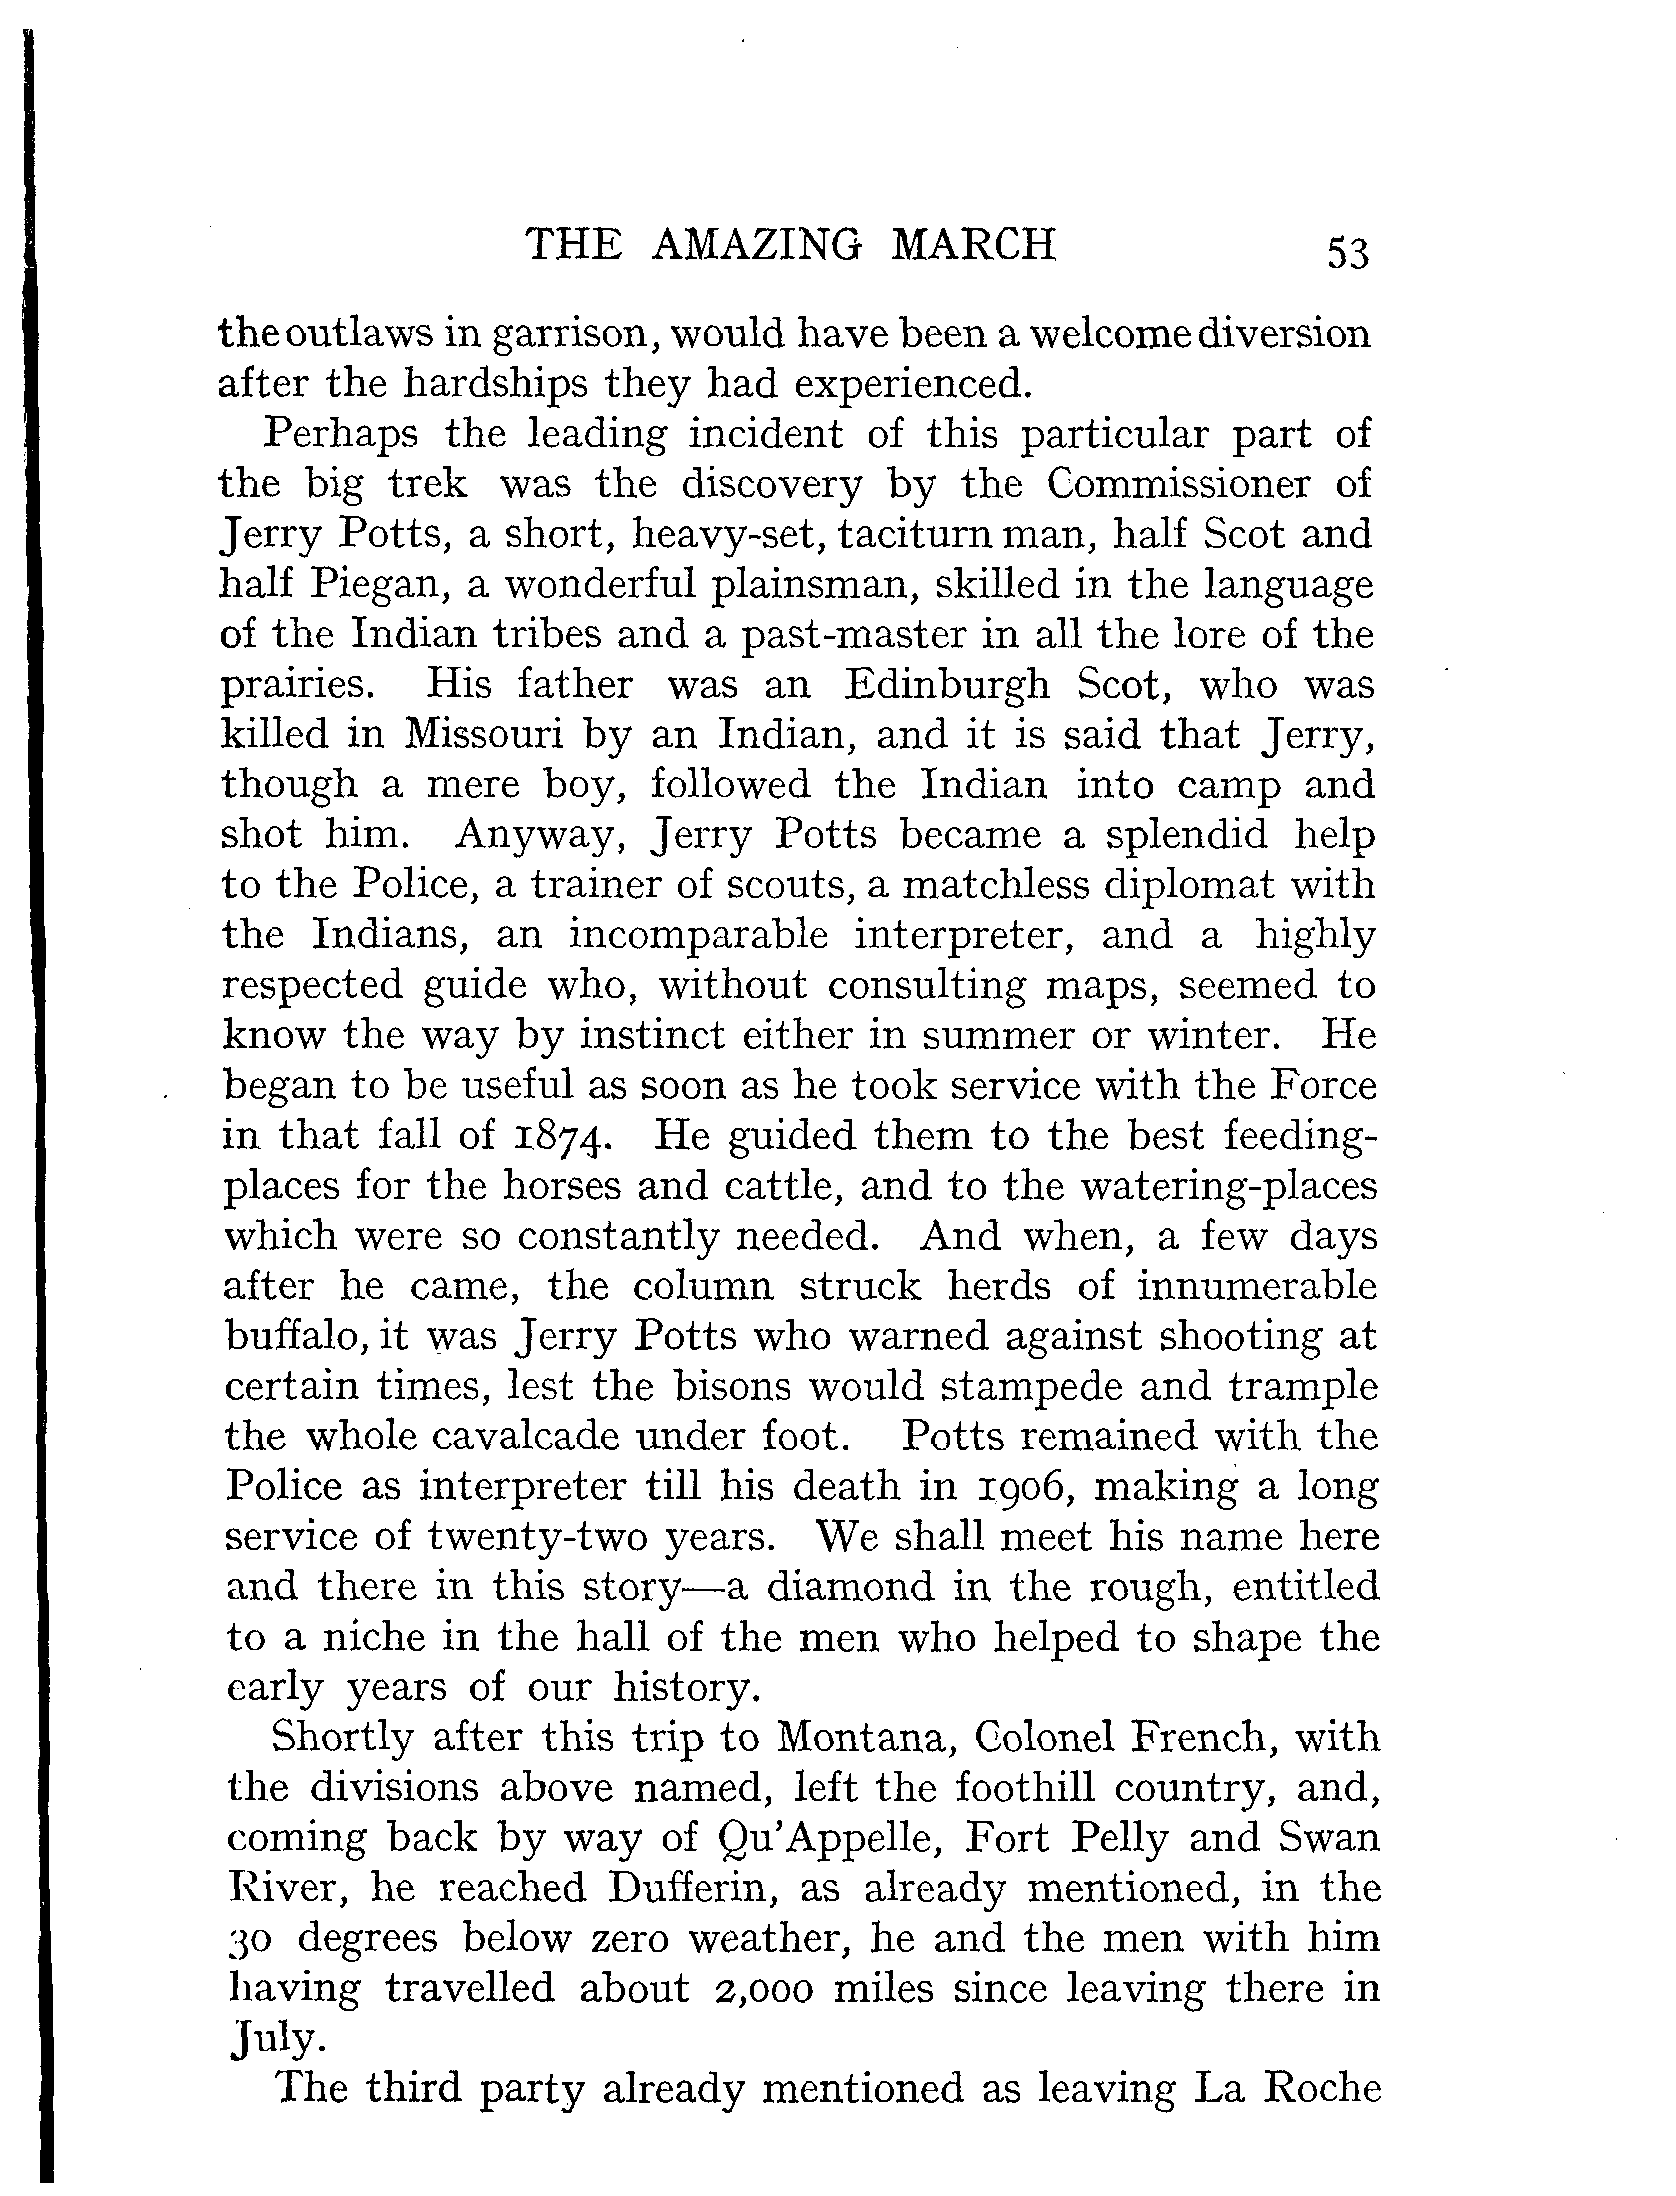 THE AMAZING MARCH 53
the outlaws in garrison, would have been a welcome diversion
after the hardships they had experienced.
Perhaps the leading incident of this particular part of
the big trek was the discovery by the Commissioner of
Jerry Potts, a short, heavy-set, taciturn man, half Scot and
half Piegan, a wonderful plainsman, skilled in the language
of the Indian tribes and a past-master in all the lore of the
prairies. His father was an Edinburgh Scot, who was
killed in Missouri by an Indian, and it is said that Jerry,
though a mere boy, followed the Indian into camp and
shot him. Anyway, Jerry Potts became a splendid help
to the Police, a trainer of scouts, a matchless diplomat with
the Indians, an incomparable interpreter, and a highly
respected guide who, without consulting maps, seemed to
know the way by instinct either in summer or winter. He
began to be useful as soon as he took service with the Force
in that fall of 1874. He guided them to the best feeding-
places for the horses and cattle, and to the watering-places
which were so constantly needed. And when, a few days
after he came, the column struck herds of innumerable
buffalo, it was Jerry Potts who warned against shooting at
certain times, lest the bisons would stampede and trample
the whole cavalcade under foot. Potts remained with the
Police as interpreter till his death in 1906, making a long
service of twenty-two years. We shall meet his name here
and there in this story—a diamond in the rough, entitled
to a niche in the hall of the men who helped to shape the
early years of our history.
Shortly after this trip to Montana, Colonel French, with
the divisions above named, left the foothill country, and,
coming back by way of Qu'Appelle, Fort Pelly and Swan
River, he reached Dufferin, as already mentioned, in the
30 degrees below zero weather, he and the men with him
having travelled about 2,000 miles since leaving there in
July.
The third party already mentioned as leaving La Roche